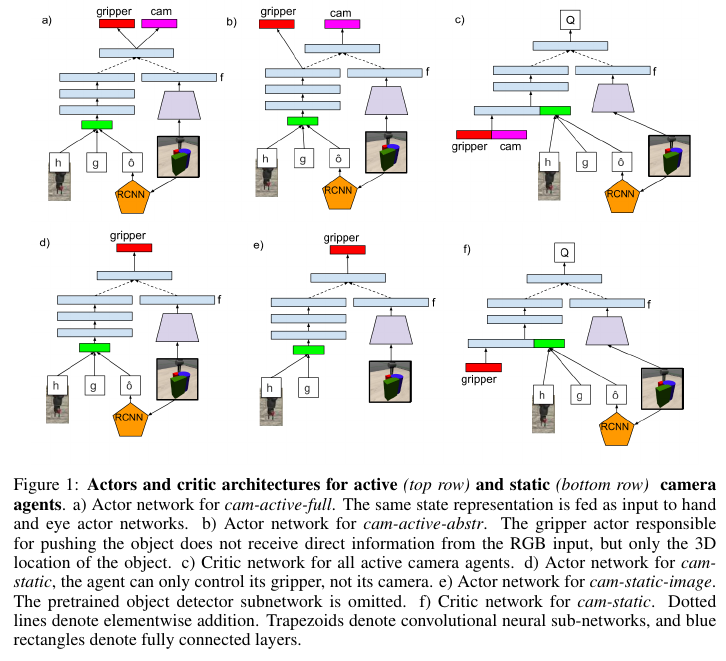 a)
gripper
cam
f
h
g
ô
RCNN
b)
gripper
cam
f
h
g
ô
RCNN
c)
Q
f
gripper
cam
h
g
ô
RCNN
d)
gripper
f
h
g
ô
RCNN
e)
gripper
f
h
g
f)
Q
f
gripper
h
g
ô
RCNN
Figure 1: Actors and critic architectures for active (top row) and static (bottom row) camera
agents. a) Actor network for cam-active-full. The same state representation is fed as input to hand
and eye actor networks. b) Actor network for cam-active-abstr. The gripper actor responsible
for pushing the object does not receive direct information from the RGB input, but only the 3D
location of the object. c) Critic network for all active camera agents. d) Actor network for cam-
static, the agent can only control its gripper, not its camera. e) Actor network for cam-static-image.
The pretrained object detector subnetwork is omitted. f) Critic network for cam-static. Dotted
lines denote elementwise addition. Trapezoids denote convolutional neural sub-networks, and blue
rectangles denote fully connected layers.